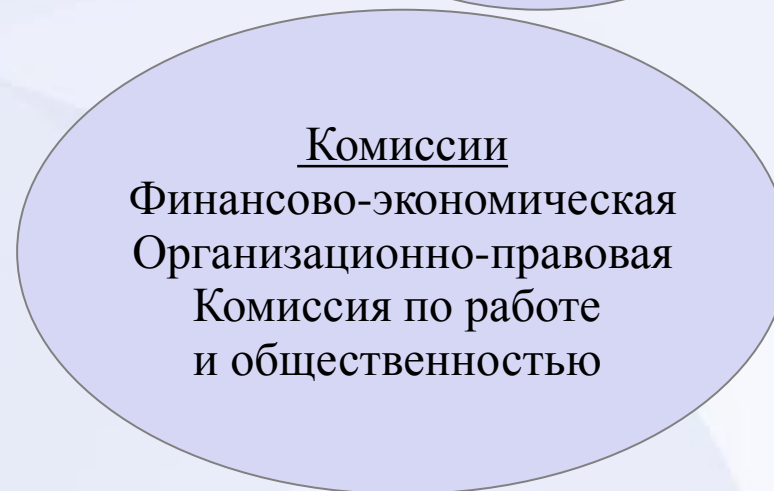 Комиссии
Финансово-экономическая
Организационно-правовая
Комиссия по работе
и общественностью